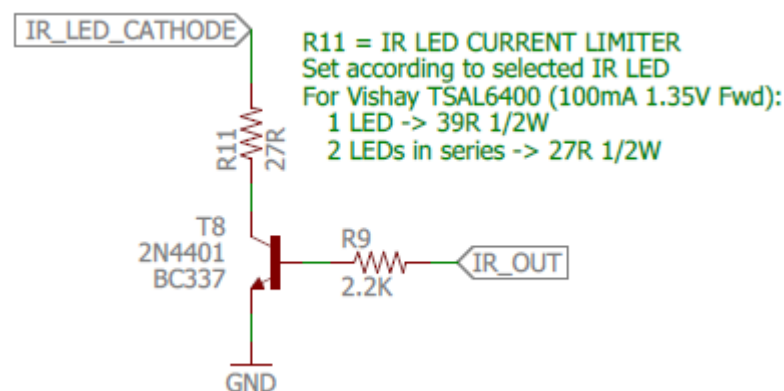 IR_LED_CATHODE
R11 = IR LED CURRENT LIMITER
Set according to selected IR LED
For Vishay TSAL6400 (100mA 1.35V Fwd):
1 LED -> 39R 1/2W
2 LEDs in series -> 27R 1/2W
R11
27R
T8
2N4401
BC337
R9
2.2K
IR_OUT
GND